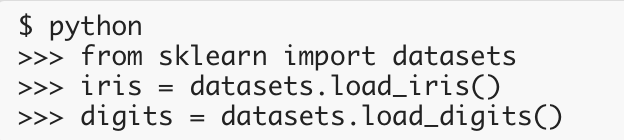 $ python
>>> from sklearn import datasets
>>> iris = datasets.load_iris()
>>> digits = datasets.load_digits()